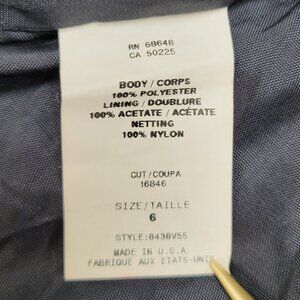 RN 68648
CA 50225
BODY/CORPS
100% POLYESTER
LINING/DOUBLURE
100% ACETATE/ACÉTATE
NETTING
100% NYLON
CUT/COUPA
16846
SIZE/TAILLE
6
STYLE:8438V55
MADE IN U.S.A.
FABRIQUE AUX ETATS-UNIS